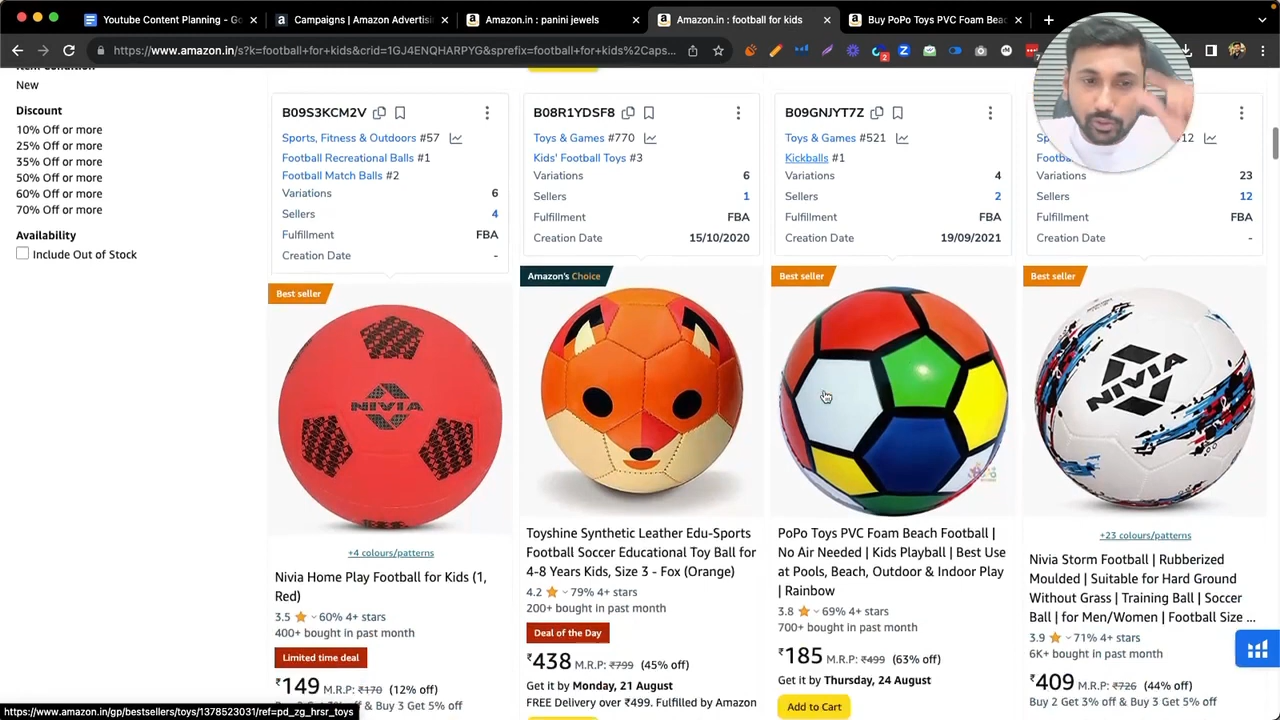 Youtube Content Planning - Go
Campaigns | Amazon Advertisi
Amazon.in : panini jewels
Amazon.in : football for kids
Buy PoPo Toys PVC Foam Beac
https://www.amazon.in/s?k=football+for+kids&crid=1GJ4ENQHARPYG&sprefix=football+for+kids%2Caps...
2
New
Discount
10% Off or more
25% Off or more
35% Off or more
50% Off or more
60% Off or more
70% Off or more
Availability
Include Out of Stock
B09S3KCM2V
Sports, Fitness & Outdoors #57
Football Recreational Balls #1
Football Match Balls #2
Variations 6
Sellers 4
Fulfillment FBA
Creation Date -
Best seller
NIVIA
+4 colours/patterns
Nivia Home Play Football for Kids (1,
Red)
3.5 60% 4+ stars
400+ bought in past month
Limited time deal
₹149 M.R.P: ₹170 (12% off)
B08R1YDSF8
Toys & Games #770
Kids' Football Toys #3
Variations 6
Sellers 1
Fulfillment FBA
Creation Date 15/10/2020
Amazon's Choice
Toyshine Synthetic Leather Edu-Sports
Football Soccer Educational Toy Ball for
4-8 Years Kids, Size 3 - Fox (Orange)
4.2 79% 4+ stars
200+ bought in past month
Deal of the Day
₹438 M.R.P: ₹799 (45% off)
Get it by Monday, 21 August
FREE Delivery over ₹499. Fulfilled by Amazon
B09GNJYT7Z
Toys & Games #521
Kickballs #1
Variations 4
Sellers 2
Fulfillment FBA
Creation Date 19/09/2021
Best seller
PoPo Toys PVC Foam Beach Football |
No Air Needed | Kids Playball | Best Use
at Pools, Beach, Outdoor & Indoor Play
| Rainbow
3.8 69% 4+ stars
700+ bought in past month
₹185 M.R.P: ₹499 (63% off)
Get it by Thursday, 24 August
Add to Cart
Variations 23
Sellers 12
Fulfillment FBA
Creation Date -
Best seller
NIVIA
+23 colours/patterns
Nivia Storm Football | Rubberized
Moulded | Suitable for Hard Ground
Without Grass | Training Ball | Soccer
Ball | for Men/Women | Football Size ...
3.9 71% 4+ stars
6K+ bought in past month
₹409 M.R.P: ₹726 (44% off)
Buy 2 Get 3% off & Buy 3 Get 5% off
https://www.amazon.in/gp/bestsellers/toys/1378523031/ref=pd_zg_hrsr_toys